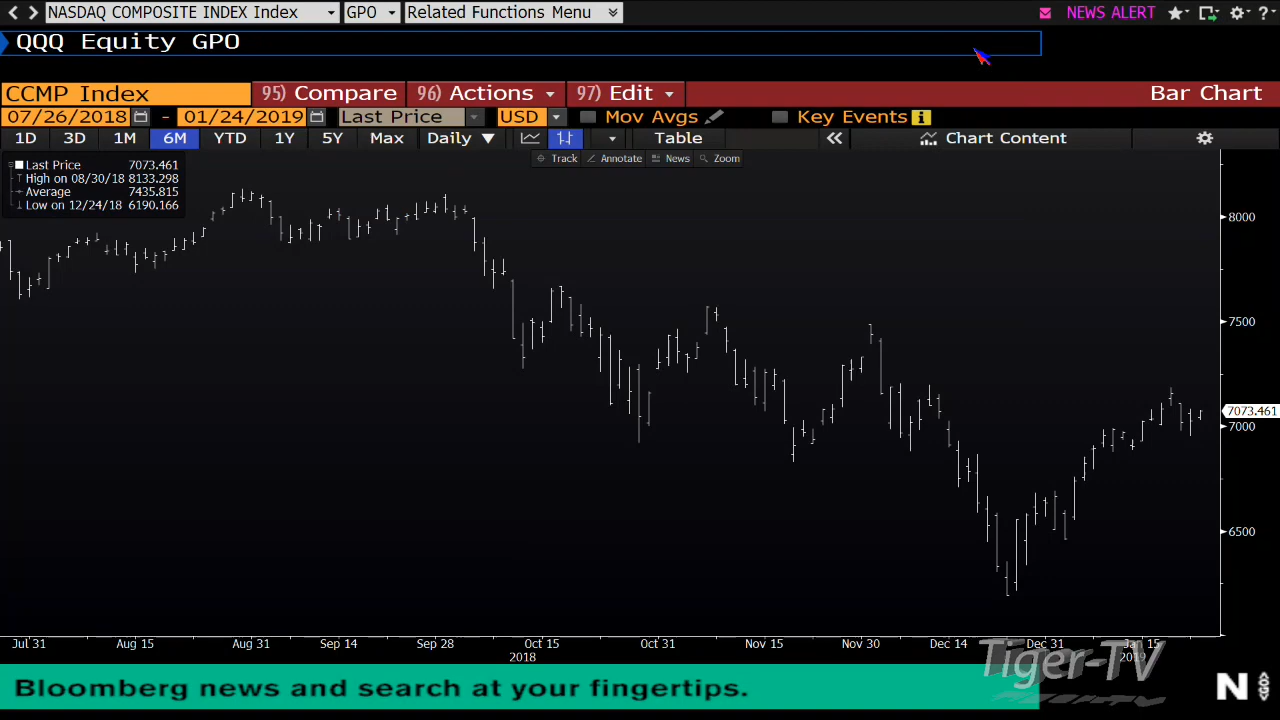 NASDAQ COMPOSITE INDEX Index GPO Related Functions Menu NEWS ALERT ?
QQQ Equity GPO
CCMP Index 95) Compare 96) Actions 97) Edit Bar Chart
07/26/2018 - 01/24/2019 Last Price USD Mov Avgs Key Events i
1D 3D 1M 6M YTD 1Y 5Y Max Daily Table Chart Content
Track Annotate News Zoom
Last Price 7073.461
High on 08/30/18 8133.298
Average 7435.815
Low on 12/24/18 6190.166
8000
7500
7073.461
7000
6500
Jul 31 Aug 15 Aug 31 Sep 14 Sep 28 Oct 15 Oct 31 Nov 15 Nov 30 Dec 14 Dec 31 Jan 15
2018 2019
Tiger-TV
Bloomberg news and search at your fingertips.
N